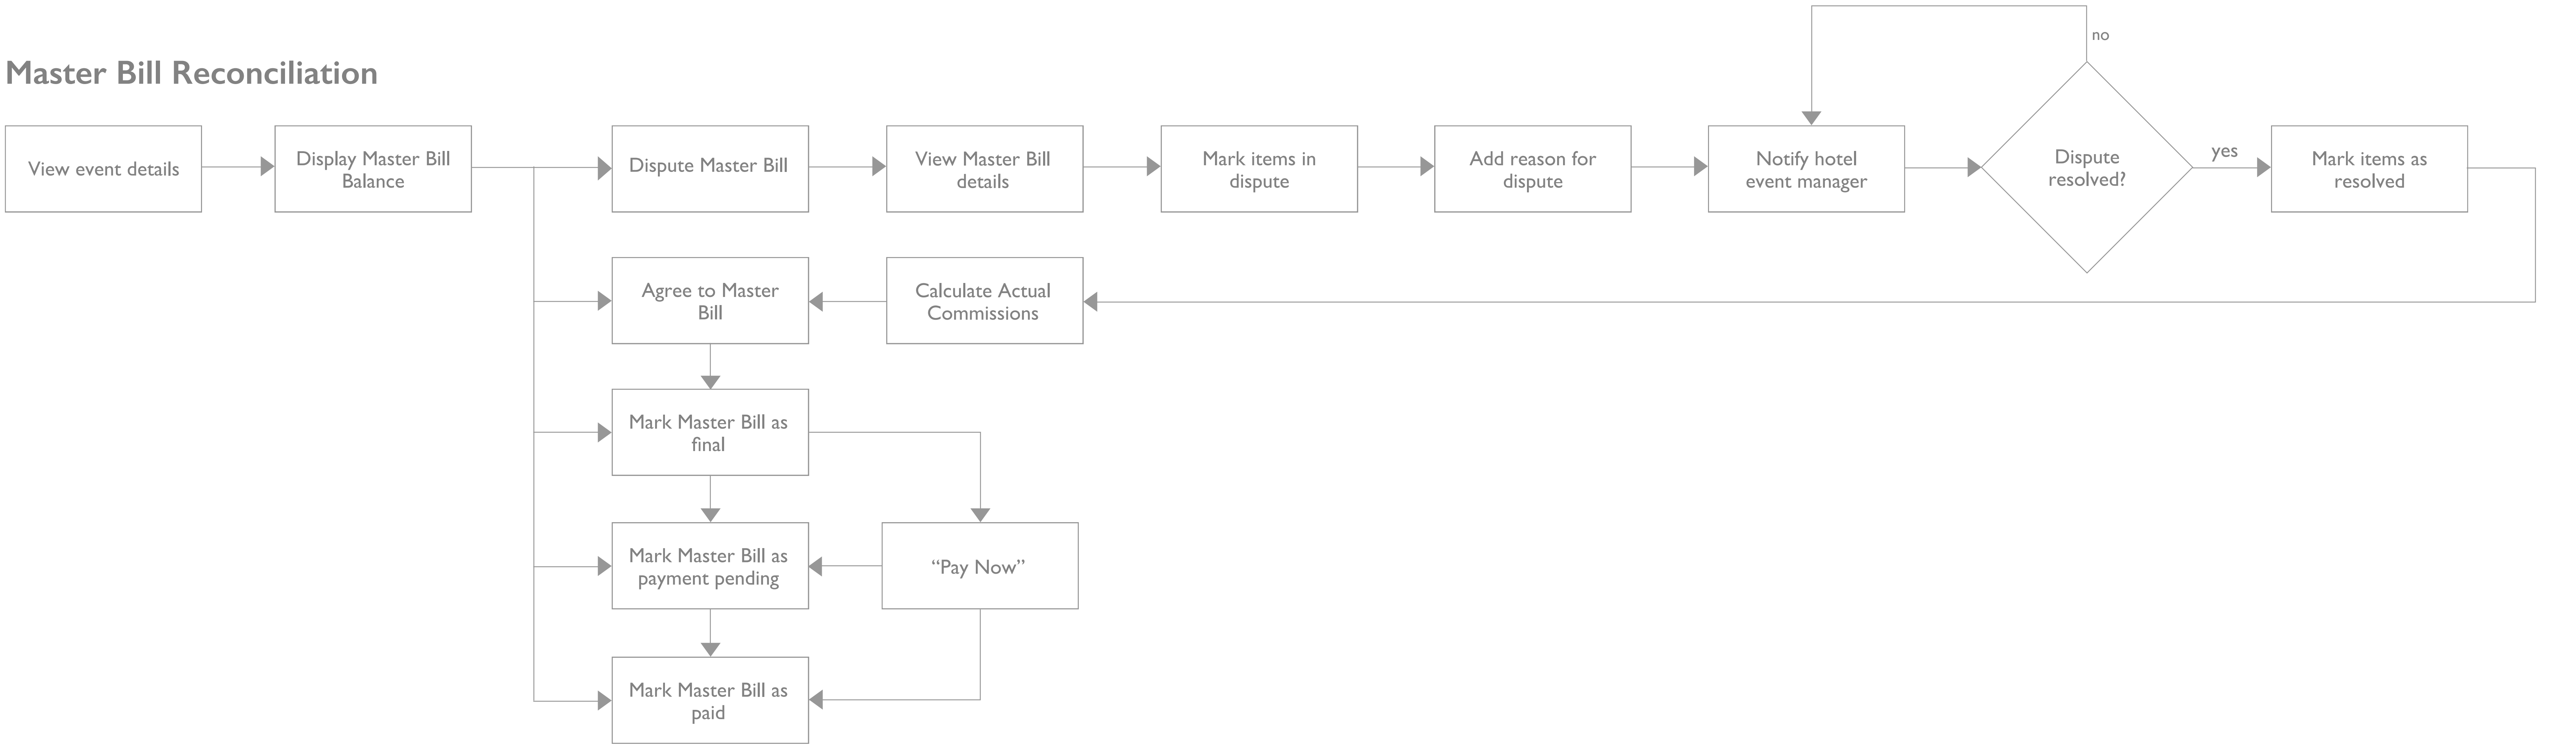 no
Master Bill Reconciliation
View event details
Display Master Bill
Balance
Dispute Master Bill
View Master Bill
details
Mark items in
dispute
Add reason for
dispute
Notify hotel
event manager
Dispute
resolved?
yes
Mark items as
resolved
Agree to Master
Bill
Calculate Actual
Commissions
Mark Master Bill as
final
Mark Master Bill as
payment pending
“Pay Now”
Mark Master Bill as
paid